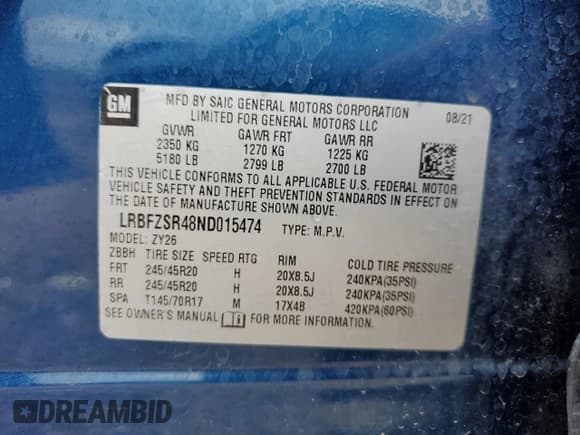 GM
MFD BY SAIC GENERAL MOTORS CORPORATION 08/21
LIMITED FOR GENERAL MOTORS LLC
GVWR GAWR FRT GAWR RR
2350 KG 1270 KG 1225 KG
5180 LB 2799 LB 2700 LB
THIS VEHICLE CONFORMS TO ALL APPLICABLE U.S. FEDERAL MOTOR
VEHICLE SAFETY AND THEFT PREVENTION STANDARDS IN EFFECT ON
THE DATE OF MANUFACTURE SHOWN ABOVE.
LRBFZSR48ND015474 TYPE: M.P.V.
MODEL: ZY26
ZBBH TIRE SIZE SPEED RTG RIM COLD TIRE PRESSURE
FRT 245/45R20 H 20X8.5J 240KPA(35PSI)
RR 245/45R20 H 20X8.5J 240KPA(35PSI)
SPA T145/70R17 M 17X4B 420KPA(60PSI)
SEE OWNER'S MANUAL FOR MORE INFORMATION.
DREAMBID